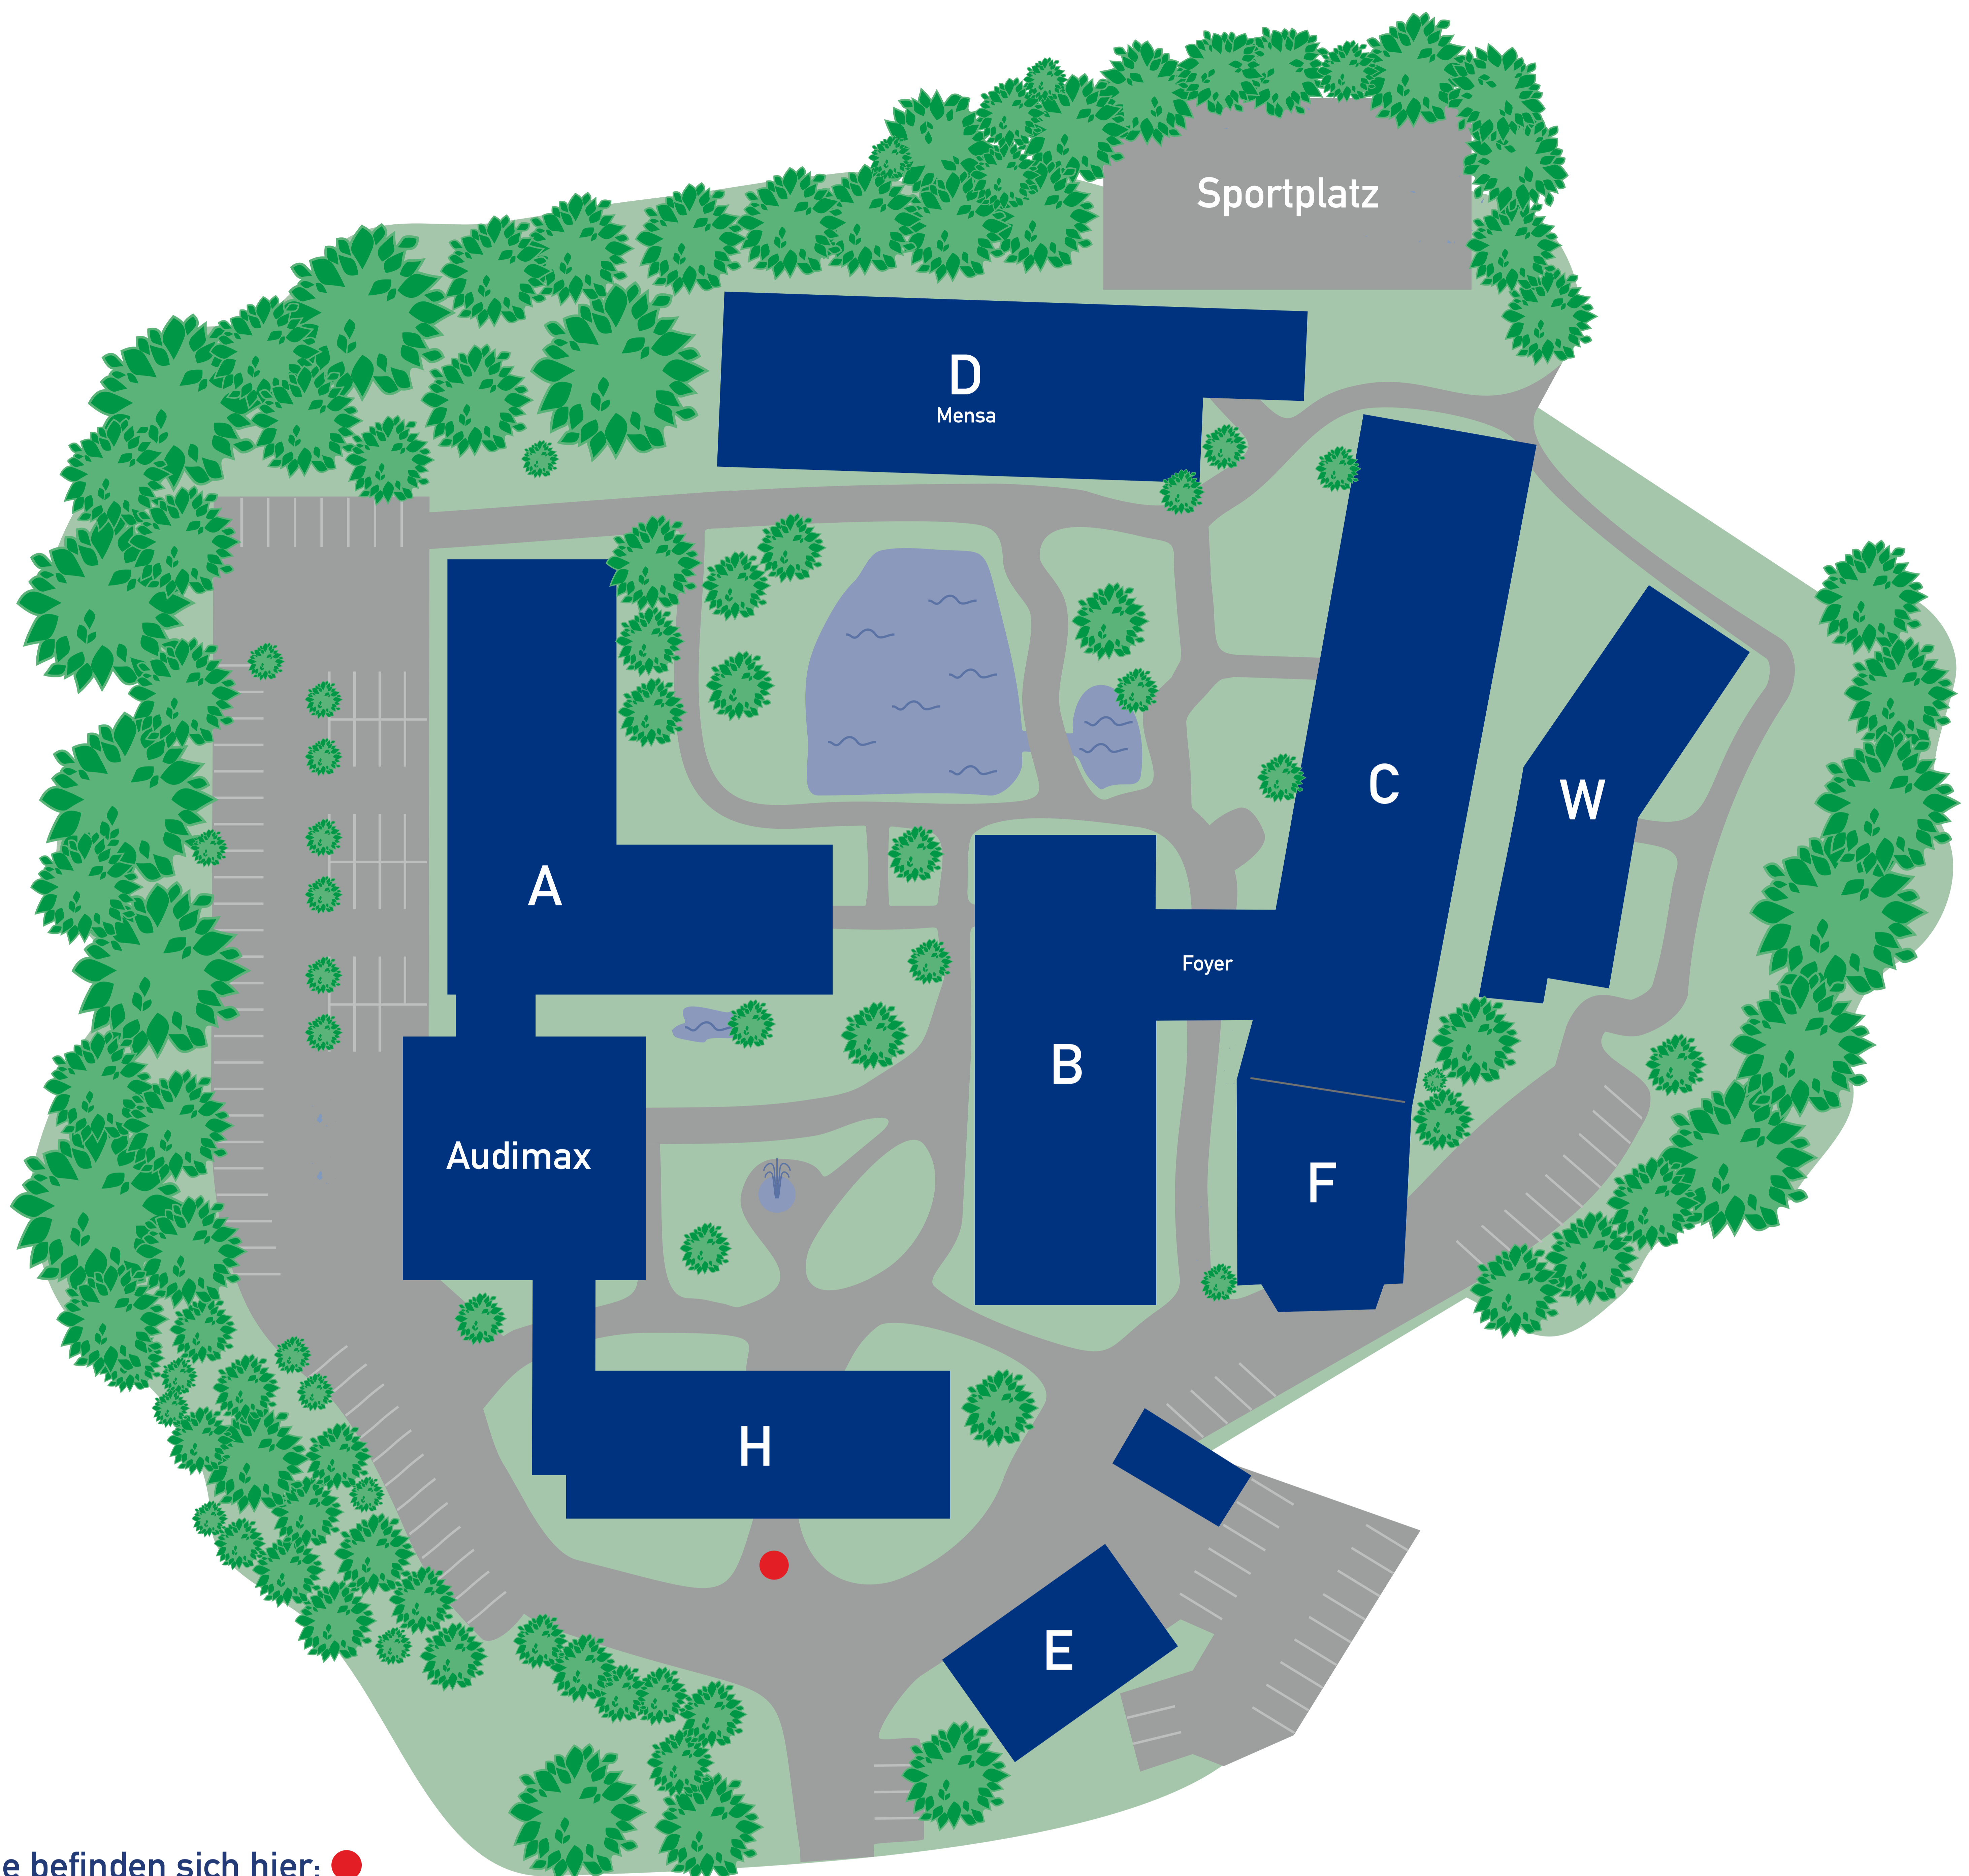 Sportplatz
D
Mensa
C
W
A
Foyer
B
Audimax
F
H
E
befinden sich hier: